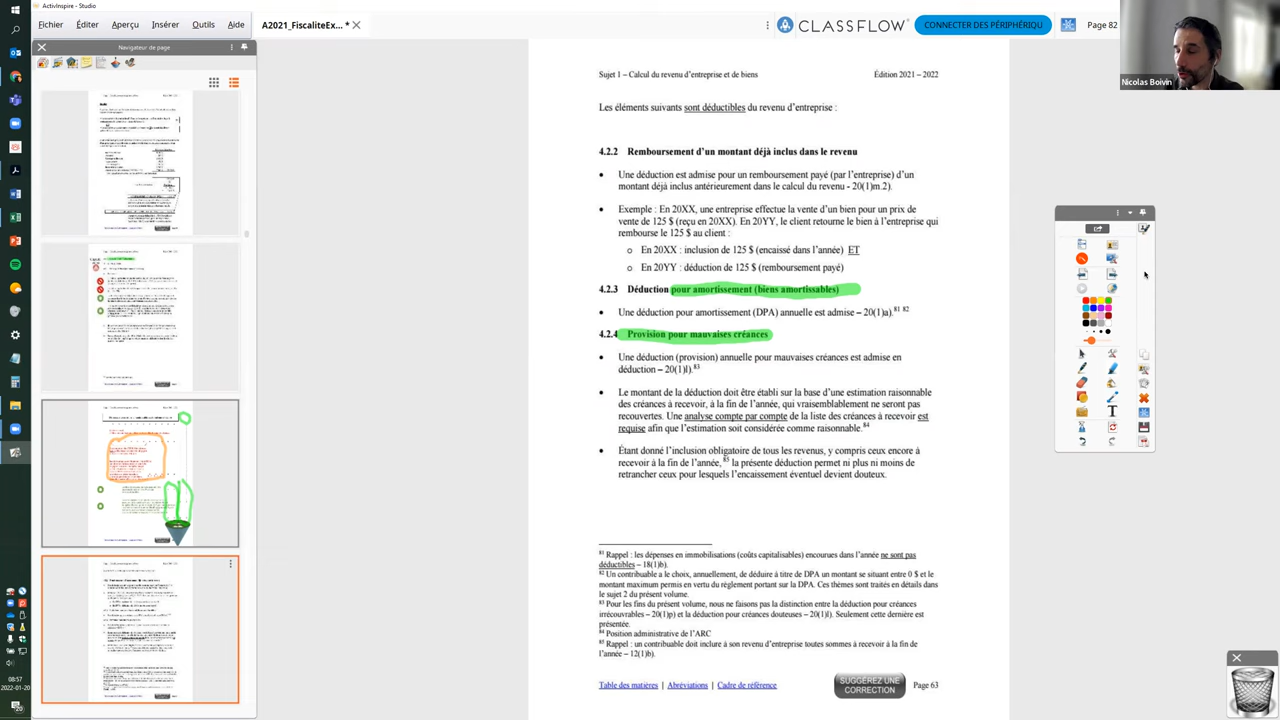 ActivInspire - Studio
Fichier Éditer Aperçu Insérer Outils Aide
A2021_FiscaliteEx... *
CLASSFLOW
CONNECTER DES PÉRIPHÉRIQU
Page 82
Nicolas Boivin
Navigateur de page
Sujet 1 – Calcul du revenu d'entreprise et de biens Édition 2021 – 2022
Les éléments suivants sont déductibles du revenu d'entreprise :
4.2.2 Remboursement d'un montant déjà inclus dans le revenu
• Une déduction est admise pour un remboursement payé (par l'entreprise) d'un
montant déjà inclus antérieurement dans le calcul du revenu - 20(1)m.2).
• Exemple : En 20XX, une entreprise effectue la vente d'un bien pour un prix de
vente de 125 $ (reçu en 20XX). En 20YY, le client retourne le bien à l'entreprise qui
rembourse le 125 $ au client :
o En 20XX : inclusion de 125 $ (encaissé dans l'année) ET
o En 20YY : déduction de 125 $ (remboursement payé)
4.2.3 Déduction pour amortissement (biens amortissables)
• Une déduction pour amortissement (DPA) annuelle est admise – 20(1)a).81 82
4.2.4 Provision pour mauvaises créances
• Une déduction (provision) annuelle pour mauvaises créances est admise en
déduction – 20(1)l).83
• Le montant de la déduction doit être établi sur la base d'une estimation raisonnable
des créances à recevoir, à la fin de l'année, qui vraisemblablement ne seront pas
recouvertes. Une analyse compte par compte de la liste des créances à recevoir est
requise afin que l'estimation soit considérée comme raisonnable.84
• Étant donné l'inclusion obligatoire de tous les revenus, y compris ceux encore à
recevoir à la fin de l'année,85 la présente déduction permet ni plus ni moins de
retrancher ceux pour lesquels l'encaissement éventuel devient douteux.
81 Rappel : les dépenses en immobilisations (coûts capitalisables) encourues dans l'année ne sont pas
déductibles – 18(1)b).
82 Un contribuable a le choix, annuellement, de déduire à titre de DPA un montant se situant entre 0 $ et le
montant maximum permis en vertu du règlement portant sur la DPA. Ces thèmes sont traités en détails dans
le sujet 2 du présent volume.
83 Pour les fins du présent volume, nous ne faisons pas la distinction entre la déduction pour créances
irrécouvrables – 20(1)p) et la déduction pour créances douteuses – 20(1)l). Seulement cette dernière est
présentée.
84 Position administrative de l'ARC
85 Rappel : un contribuable doit inclure à son revenu d'entreprise toutes sommes à recevoir à la fin de
l'année – 12(1)b).
Table des matières | Abréviations | Cadre de référence
SUGGÉREZ UNE
CORRECTION
Page 63